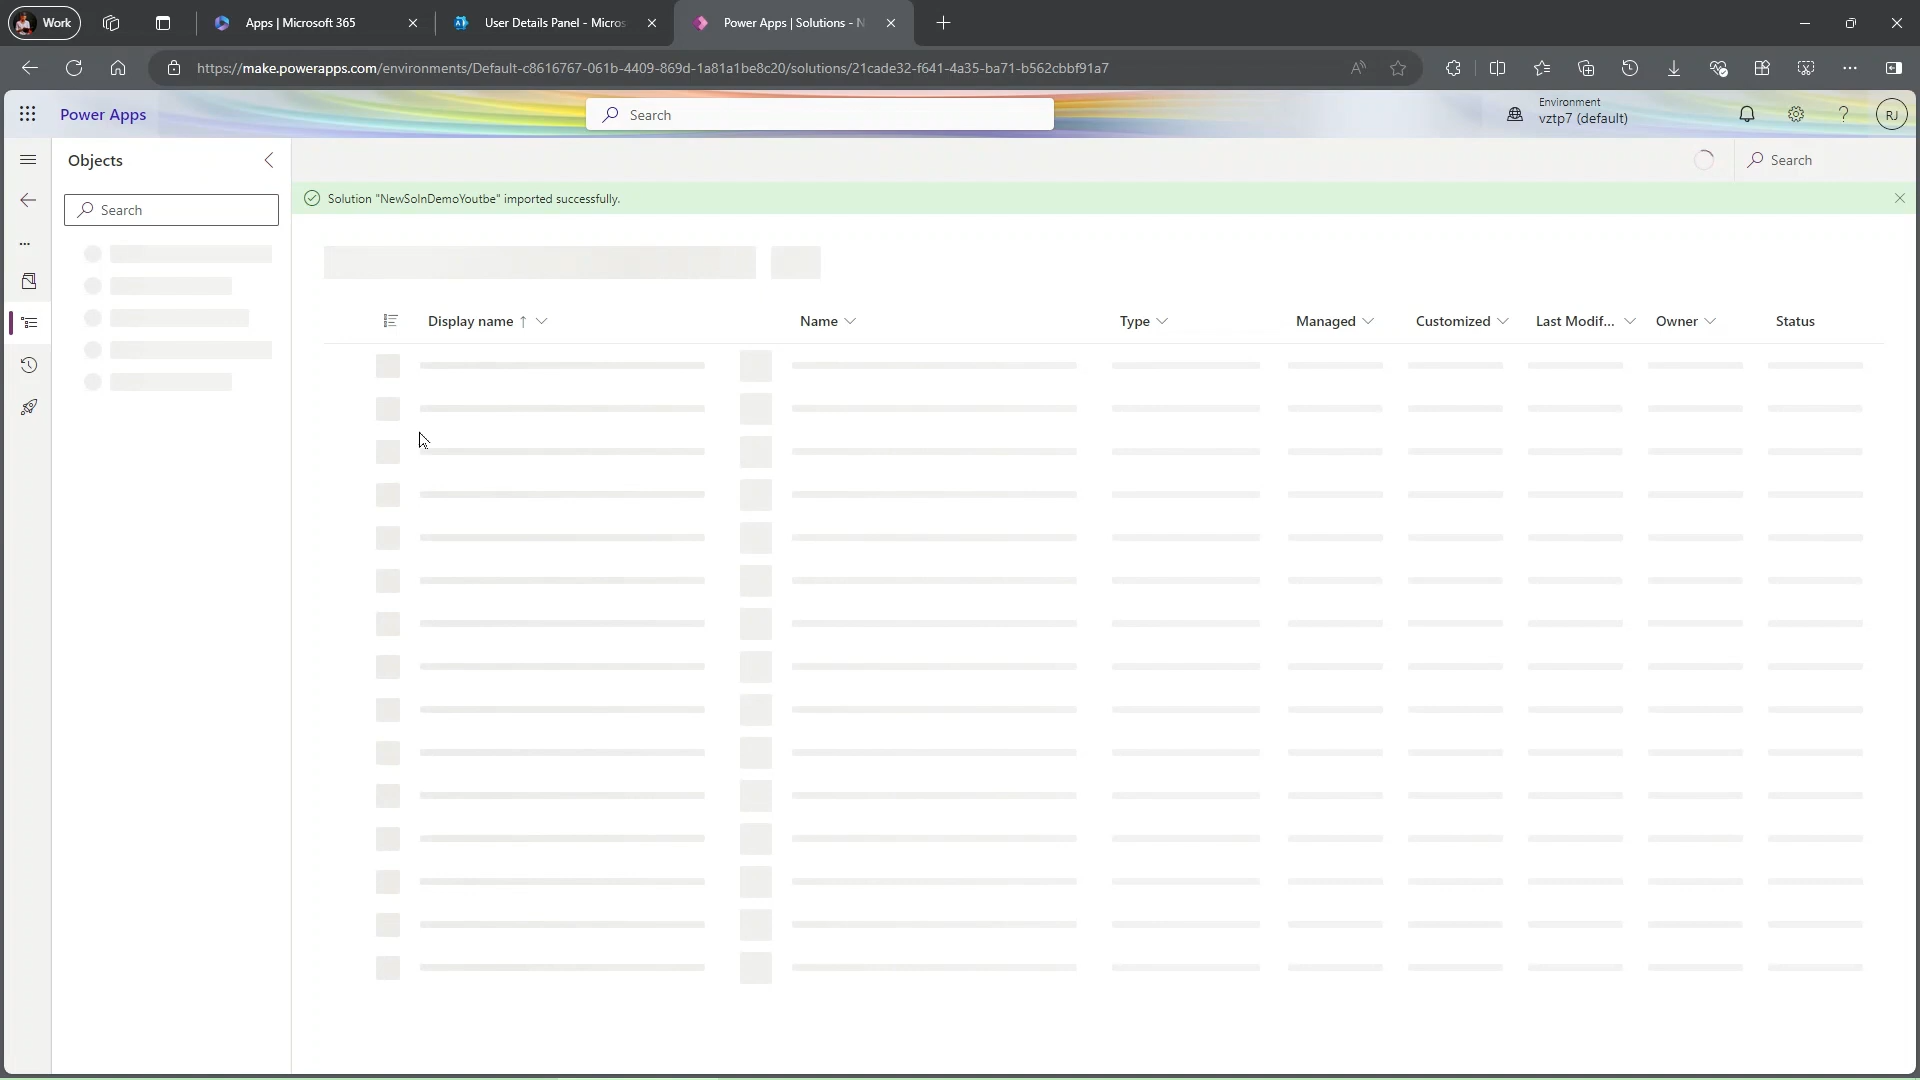 Work
Apps | Microsoft 365
User Details Panel - Micros
Power Apps | Solutions - N
https://make.powerapps.com/environments/Default-c8616767-061b-4409-869d-1a81a1be8c20/solutions/21cade32-f641-4a35-ba71-b562cbbf91a7
Power Apps
Search
Environment
vztp7 (default)
RJ
Objects
Search
Search
Solution "NewSolnDemoYoutbe" imported successfully.
Display name
Name
Type
Managed
Customized
Last Modif...
Owner
Status